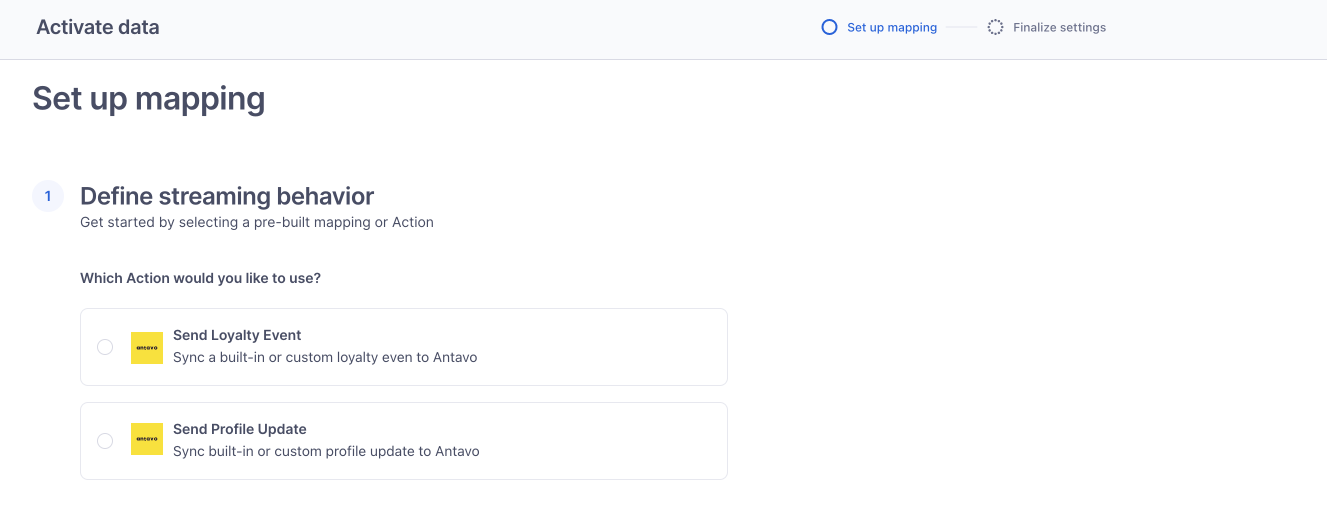 Activate data
Set up mapping
Finalize settings
Set up mapping
1
Define streaming behavior
Get started by selecting a pre-built mapping or Action
Which Action would you like to use?
antavo
Send Loyalty Event
Sync a built-in or custom loyalty even to Antavo
antavo
Send Profile Update
Sync built-in or custom profile update to Antavo